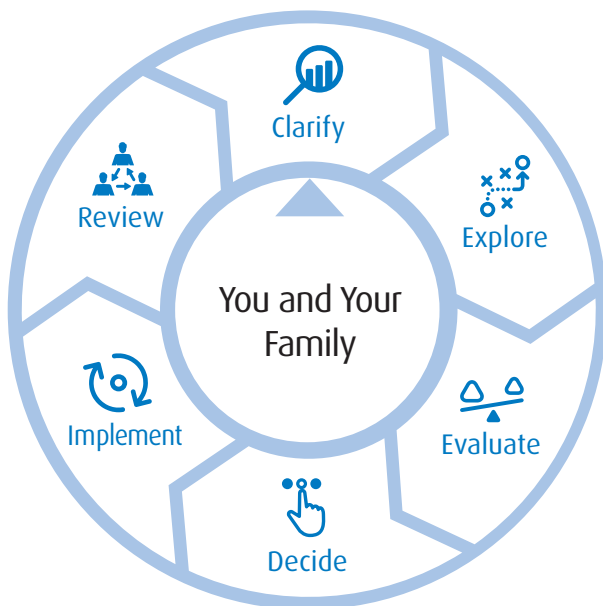 Clarify
Explore
Evaluate
Decide
Implement
Review
You and Your
Family